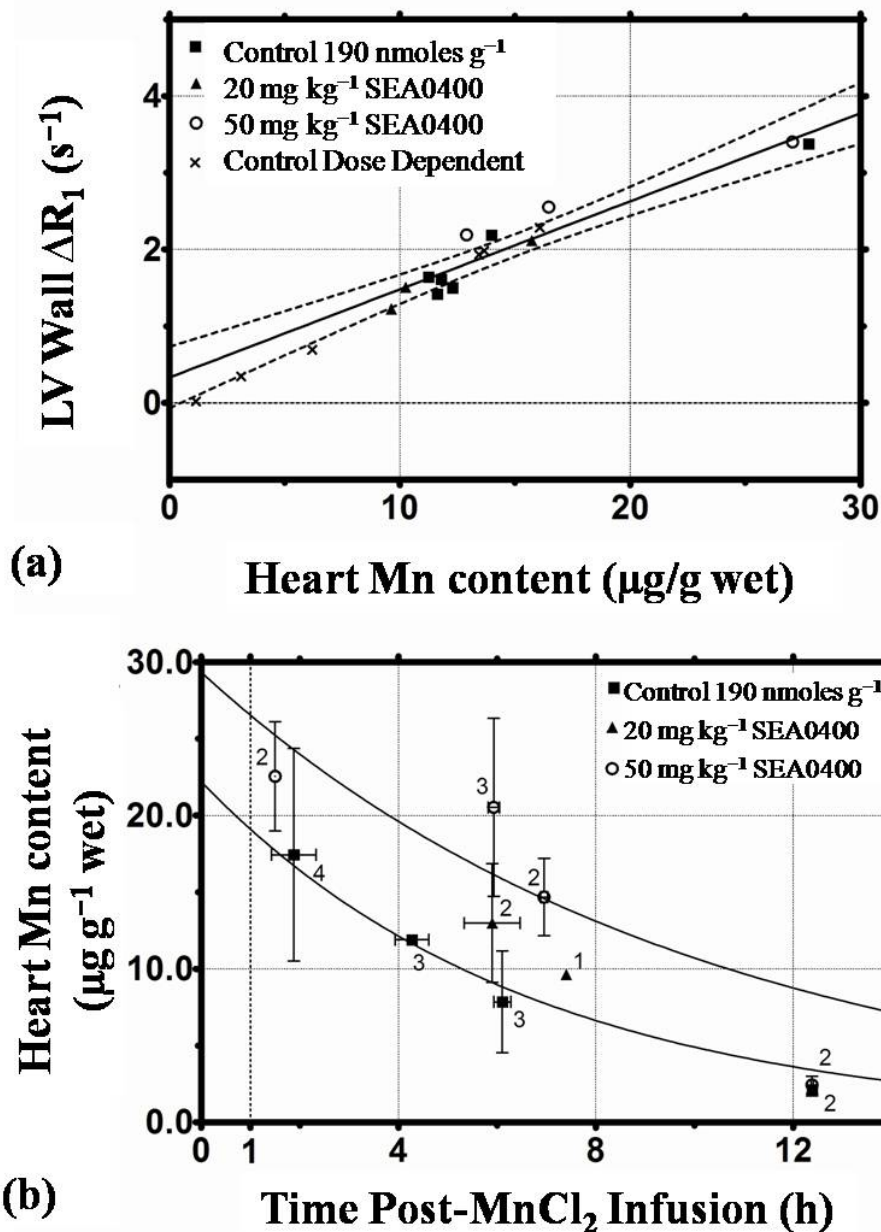 4
2
0
LV Wall ΔR₁ (s⁻¹)
■ Control 190 nmoles g⁻¹
▲ 20 mg kg⁻¹ SEA0400
○ 50 mg kg⁻¹ SEA0400
× Control Dose Dependent
0 10 20 30
(a) Heart Mn content (μg/g wet)
30.0
20.0
10.0
0.0
Heart Mn content
(μg g⁻¹ wet)
■ Control 190 nmoles g⁻¹
▲ 20 mg kg⁻¹ SEA0400
○ 50 mg kg⁻¹ SEA0400
2
4
3
3
2
3
2
1
2
2
0 1 4 8 12
(b) Time Post-MnCl₂ Infusion (h)